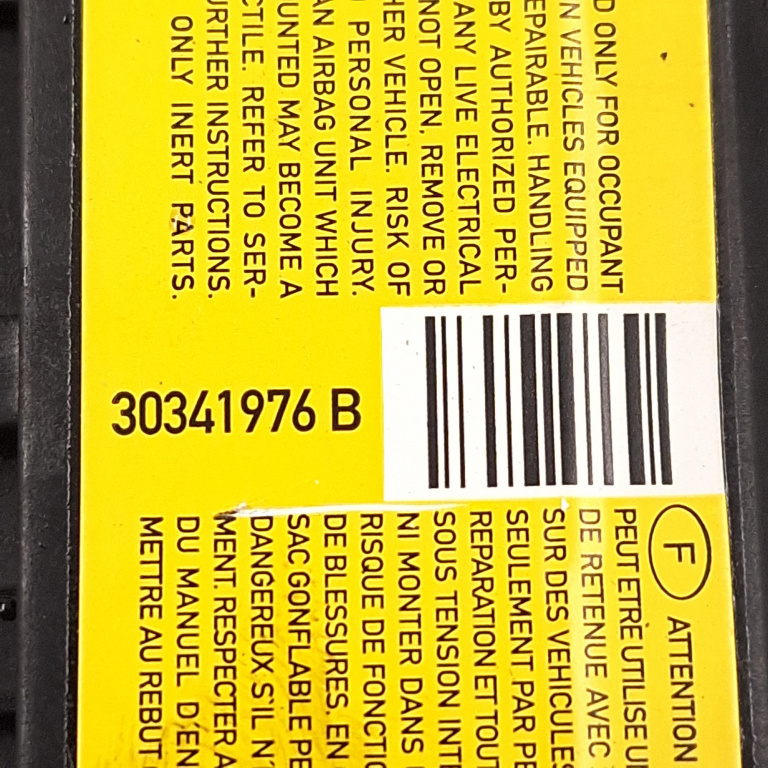 D ONLY FOR OCCUPANT
N VEHICLES EQUIPPED
EPAIRABLE. HANDLING
BY AUTHORIZED PER-
ANY LIVE ELECTRICAL
NOT OPEN, REMOVE OR
HER VEHICLE. RISK OF
PERSONAL INJURY.
AN AIRBAG UNIT WHICH
UNTED MAY BECOME A
CTILE. REFER TO SER-
URTHER INSTRUCTIONS.
ONLY INERT PARTS.
30341976 B
F ATTENTION
PEUT ETRE UTILISE U
DE RETENUE AVEC
SUR DES VEHICULES
SEULEMENT PAR PE
REPARATION ET TOUT
SOUS TENSION INTE
NI MONTER DANS
RISQUE DE FONCTIO
DE BLESSURES. EN
SAC GONFLABLE PE
DANGEREUX S'IL N'
MENT. RESPECTER A
DU MANUEL D'EN
METTRE AU REBUT